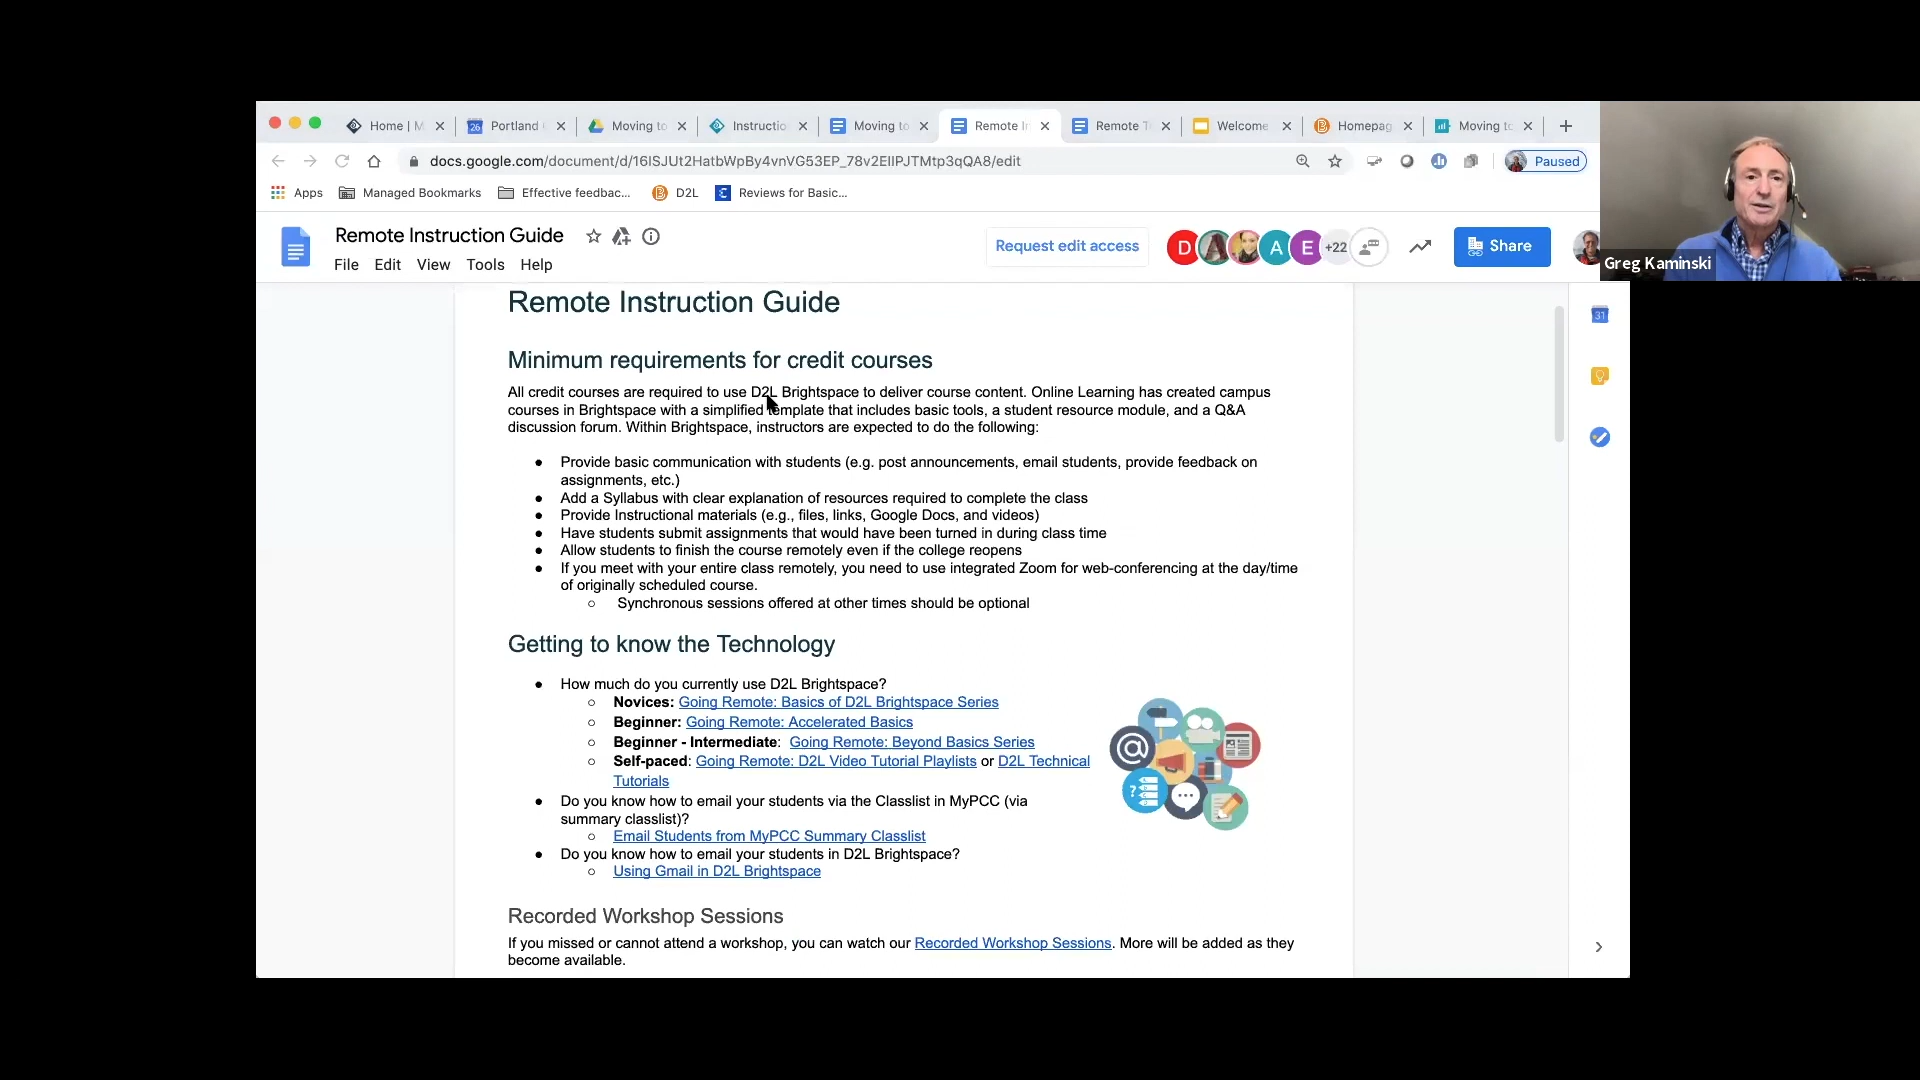 Home | M
Portland
Moving to
Instructio
Moving to
Remote In
Remote T
Welcome
Homepag
Moving to
docs.google.com/document/d/16lSJUt2HatbWpBy4vnVG53EP_78v2EIIPJTMtp3qQA8/edit
Paused
Apps
Managed Bookmarks
Effective feedbac...
D2L
Reviews for Basic...
Remote Instruction Guide
File Edit View Tools Help
Request edit access
D A E +22
Share
Greg Kaminski
31
Remote Instruction Guide
Minimum requirements for credit courses
All credit courses are required to use D2L Brightspace to deliver course content. Online Learning has created campus
courses in Brightspace with a simplified template that includes basic tools, a student resource module, and a Q&A
discussion forum. Within Brightspace, instructors are expected to do the following:
● Provide basic communication with students (e.g. post announcements, email students, provide feedback on
assignments, etc.)
● Add a Syllabus with clear explanation of resources required to complete the class
● Provide Instructional materials (e.g., files, links, Google Docs, and videos)
● Have students submit assignments that would have been turned in during class time
● Allow students to finish the course remotely even if the college reopens
● If you meet with your entire class remotely, you need to use integrated Zoom for web-conferencing at the day/time
of originally scheduled course.
○ Synchronous sessions offered at other times should be optional
Getting to know the Technology
● How much do you currently use D2L Brightspace?
○ Novices: Going Remote: Basics of D2L Brightspace Series
○ Beginner: Going Remote: Accelerated Basics
○ Beginner - Intermediate: Going Remote: Beyond Basics Series
○ Self-paced: Going Remote: D2L Video Tutorial Playlists or D2L Technical
Tutorials
● Do you know how to email your students via the Classlist in MyPCC (via
summary classlist)?
○ Email Students from MyPCC Summary Classlist
● Do you know how to email your students in D2L Brightspace?
○ Using Gmail in D2L Brightspace
Recorded Workshop Sessions
If you missed or cannot attend a workshop, you can watch our Recorded Workshop Sessions. More will be added as they
become available.